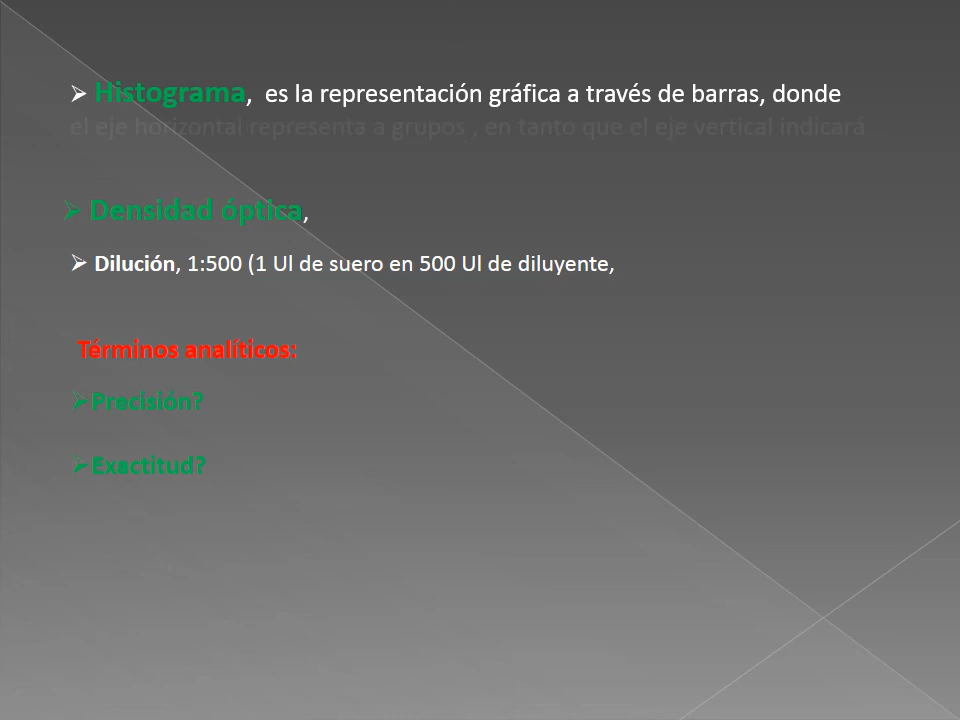 ➢ Histograma, es la representación gráfica a través de barras, donde
el eje horizontal representa a grupos , en tanto que el eje vertical indicará
➢ Densidad óptica,
➢ Dilución, 1:500 (1 Ul de suero en 500 Ul de diluyente,
Términos analíticos:
➢Precisión?
➢Exactitud?